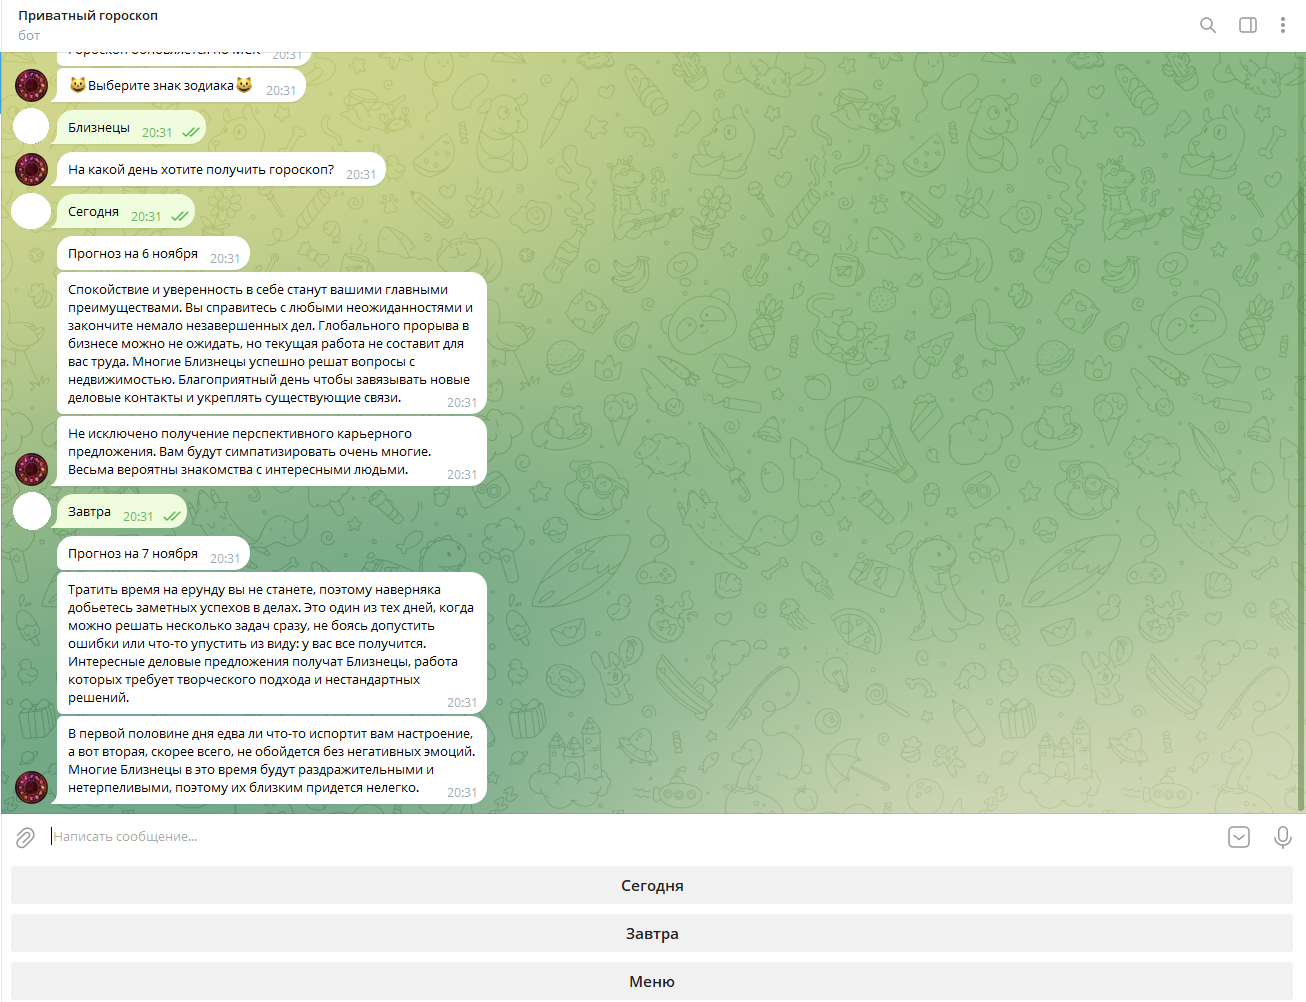 Приватный гороскоп
бот
Гороскоп обновляется по МСК 20:31
😺Выберите знак зодиака😺 20:31
Близнецы 20:31
На какой день хотите получить гороскоп? 20:31
Сегодня 20:31
Прогноз на 6 ноября 20:31
Спокойствие и уверенность в себе станут вашими главными
преимуществами. Вы справитесь с любыми неожиданностями и
закончите немало незавершенных дел. Глобального прорыва в
бизнесе можно не ожидать, но текущая работа не составит для
вас труда. Многие Близнецы успешно решат вопросы с
недвижимостью. Благоприятный день чтобы завязывать новые
деловые контакты и укреплять существующие связи. 20:31
Не исключено получение перспективного карьерного
предложения. Вам будут симпатизировать очень многие.
Весьма вероятны знакомства с интересными людьми. 20:31
Завтра 20:31
Прогноз на 7 ноября 20:31
Тратить время на ерунду вы не станете, поэтому наверняка
добьетесь заметных успехов в делах. Это один из тех дней, когда
можно решать несколько задач сразу, не боясь допустить
ошибки или что-то упустить из виду: у вас все получится.
Интересные деловые предложения получат Близнецы, работа
которых требует творческого подхода и нестандартных
решений. 20:31
В первой половине дня едва ли что-то испортит вам настроение,
а вот вторая, скорее всего, не обойдется без негативных эмоций.
Многие Близнецы в это время будут раздражительными и
нетерпеливыми, поэтому их близким придется нелегко. 20:31
Написать сообщение...
Сегодня
Завтра
Меню